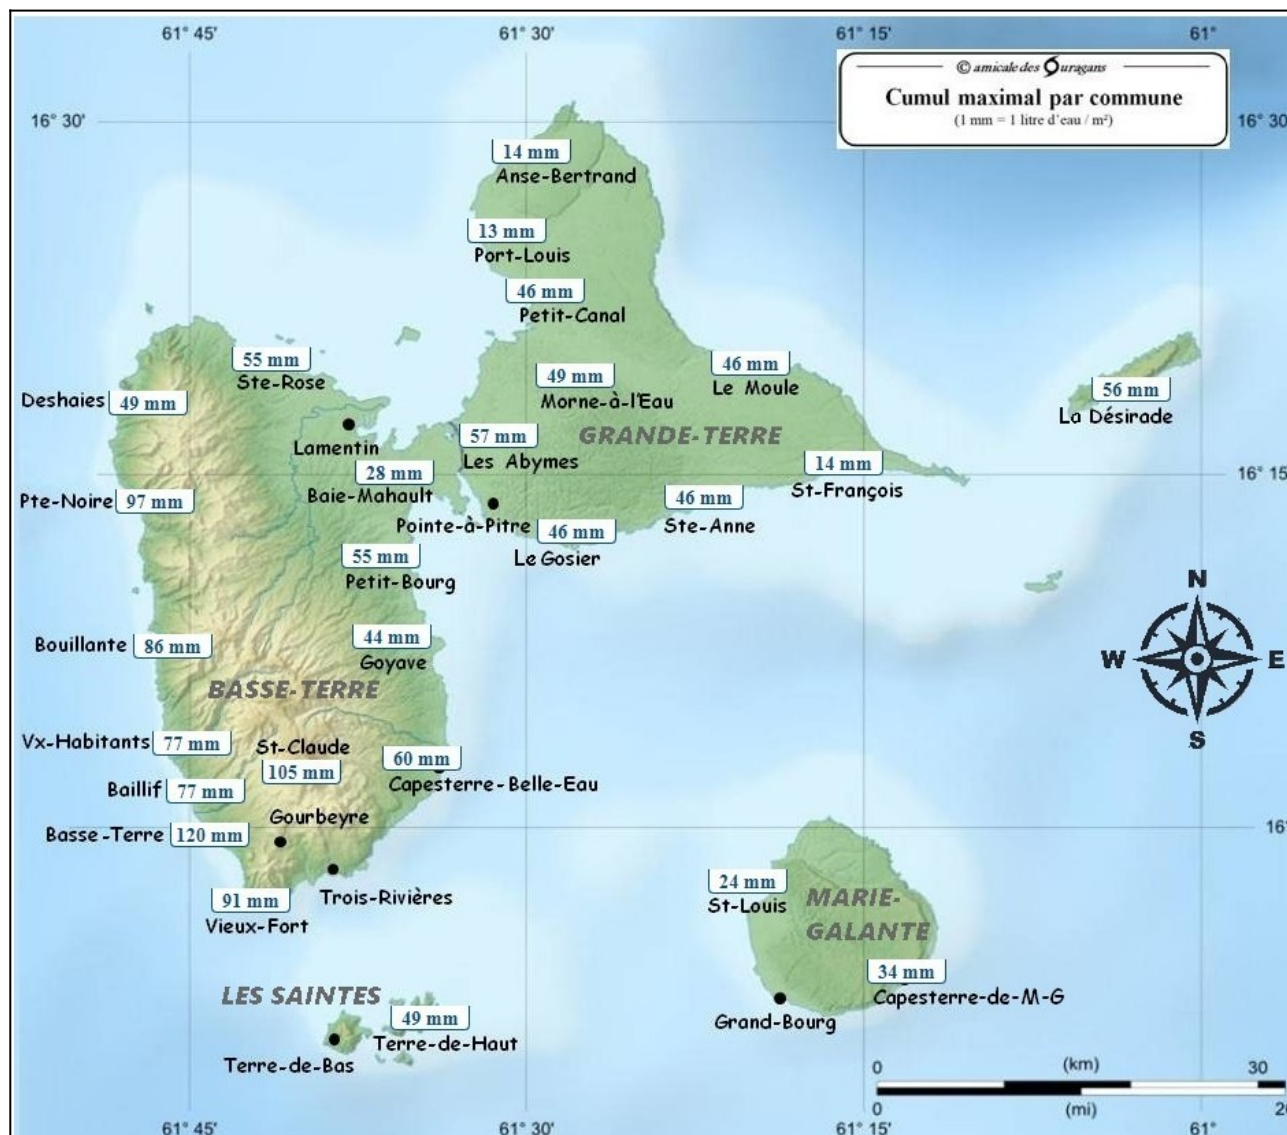 61° 45'
61° 30'
61° 15'
61°
© amicale des Ouragans
Cumul maximal par commune
(1 mm = 1 litre d'eau / m²)
16° 30'
16° 30
14 mm
Anse-Bertrand
13 mm
Port-Louis
46 mm
Petit-Canal
55 mm
Ste-Rose
46 mm
Le Moule
49 mm
Morne-à-l'Eau
56 mm
La Désirade
Deshaies
49 mm
Lamentin
57 mm
Les Abymes
GRANDE-TERRE
14 mm
St-François
28 mm
Baie-Mahault
16° 15'
16° 15
Pte-Noire
97 mm
Pointe-à-Pitre
46 mm
Ste-Anne
46 mm
Le Gosier
55 mm
Petit-Bourg
N
W
E
S
Bouillante
86 mm
44 mm
Goyave
BASSE-TERRE
Vx-Habitants
77 mm
St-Claude
105 mm
60 mm
Capesterre-Belle-Eau
Baillif
77 mm
Gourbeyre
Basse-Terre
120 mm
16°
Trois-Rivières
91 mm
Vieux-Fort
24 mm
St-Louis
MARIE-
GALANTE
34 mm
Capesterre-de-M-G
Grand-Bourg
LES SAINTES
49 mm
Terre-de-Haut
Terre-de-Bas
0
(km)
30
0
(mi)
20
61° 45'
61° 30'
61° 15'
61°